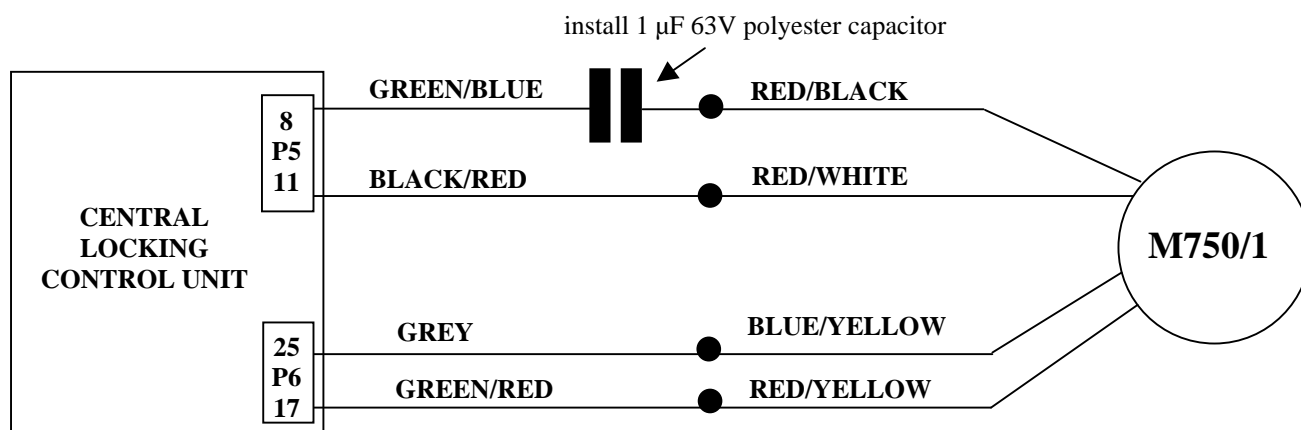 install 1 µF 63V polyester capacitor
GREEN/BLUE
RED/BLACK
8
P5
11
BLACK/RED
RED/WHITE
CENTRAL
LOCKING
CONTROL UNIT
M750/1
25
P6
17
GREY
BLUE/YELLOW
GREEN/RED
RED/YELLOW